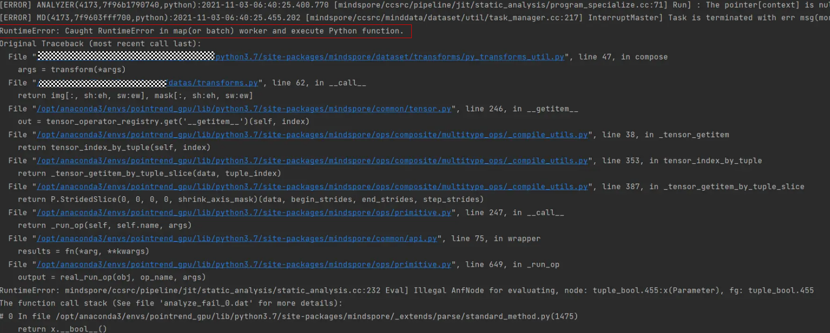 [ERROR] ANALYZER(4173,7f96b1790740,python):2021-11-03-06:40:25.400.770 [mindspore/ccsrc/pipeline/jit/static_analysis/program_specialize.cc:71] Run] : The pointer[context] is nul
[ERROR] MD(4173,7f9603fff700,python):2021-11-03-06:40:25.455.202 [mindspore/ccsrc/minddata/dataset/util/task_manager.cc:217] InterruptMaster] Task is terminated with err msg(more
RuntimeError: Caught RuntimeError in map(or batch) worker and execute Python function.
Original Traceback (most recent call last):
File "python3.7/site-packages/mindspore/dataset/transforms/py_transforms_util.py", line 47, in compose
args = transform(*args)
File "datas/transforms.py", line 62, in __call__
return img[:, sh:eh, sw:ew], mask[:, sh:eh, sw:ew]
File "/opt/anaconda3/envs/pointrend_gpu/lib/python3.7/site-packages/mindspore/common/tensor.py", line 246, in __getitem__
out = tensor_operator_registry.get('__getitem__')(self, index)
File "/opt/anaconda3/envs/pointrend_gpu/lib/python3.7/site-packages/mindspore/ops/composite/multitype_ops/_compile_utils.py", line 38, in _tensor_getitem
return tensor_index_by_tuple(self, index)
File "/opt/anaconda3/envs/pointrend_gpu/lib/python3.7/site-packages/mindspore/ops/composite/multitype_ops/_compile_utils.py", line 353, in tensor_index_by_tuple
return _tensor_getitem_by_tuple_slice(data, tuple_index)
File "/opt/anaconda3/envs/pointrend_gpu/lib/python3.7/site-packages/mindspore/ops/composite/multitype_ops/_compile_utils.py", line 387, in _tensor_getitem_by_tuple_slice
return P.StridedSlice(0, 0, 0, 0, shrink_axis_mask)(data, begin_strides, end_strides, step_strides)
File "/opt/anaconda3/envs/pointrend_gpu/lib/python3.7/site-packages/mindspore/ops/primitive.py", line 247, in __call__
return _run_op(self, self.name, args)
File "/opt/anaconda3/envs/pointrend_gpu/lib/python3.7/site-packages/mindspore/common/api.py", line 75, in wrapper
results = fn(*arg, **kwargs)
File "/opt/anaconda3/envs/pointrend_gpu/lib/python3.7/site-packages/mindspore/ops/primitive.py", line 649, in _run_op
output = real_run_op(obj, op_name, args)
RuntimeError: mindspore/ccsrc/pipeline/jit/static_analysis/static_analysis.cc:232 Eval] Illegal AnfNode for evaluating, node: tuple_bool.455:x(Parameter), fg: tuple_bool.455
The function call stack (See file 'analyze_fail_0.dat' for more details):
# 0 In file /opt/anaconda3/envs/pointrend_gpu/lib/python3.7/site-packages/mindspore/_extends/parse/standard_method.py(1475)
return x.__bool__()